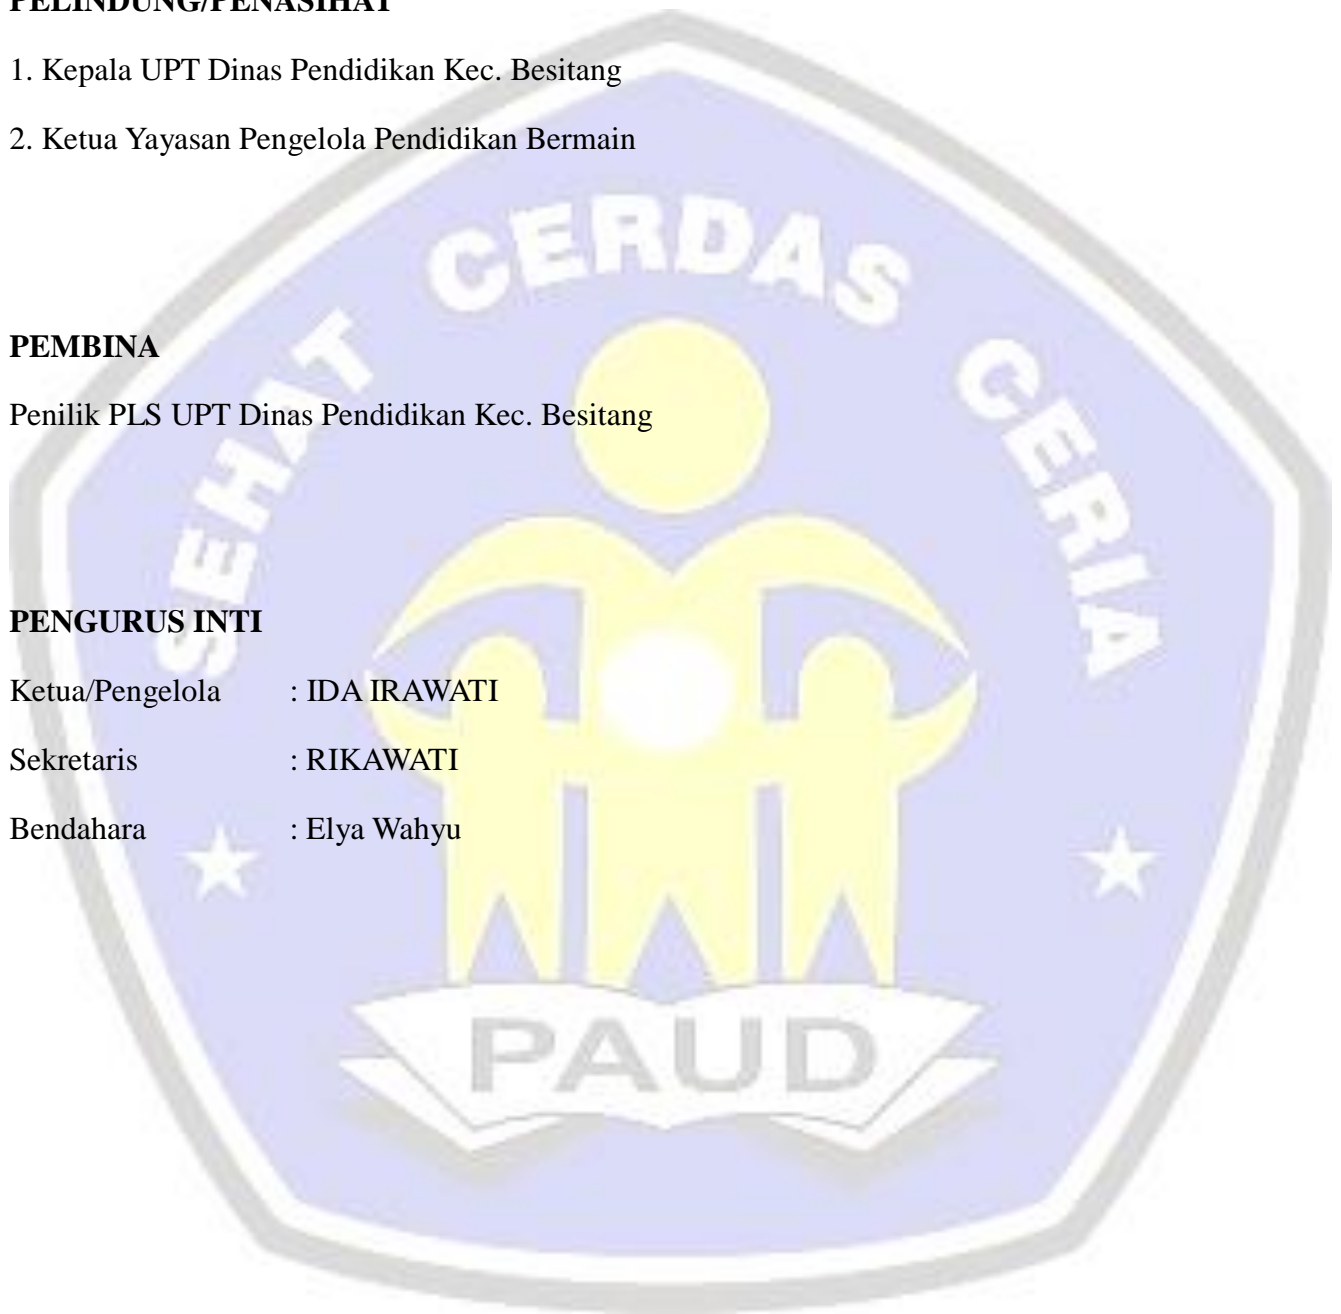 PELINDUNG/PENASIHAT
1. Kepala UPT Dinas Pendidikan Kec. Besitang
2. Ketua Yayasan Pengelola Pendidikan Bermain
SEHAT CERDAS CERIA
PEMBINA
Penilik PLS UPT Dinas Pendidikan Kec. Besitang
PENGURUS INTI
Ketua/Pengelola : IDA IRAWATI
Sekretaris : RIKAWATI
Bendahara : Elya Wahyu
PAUD